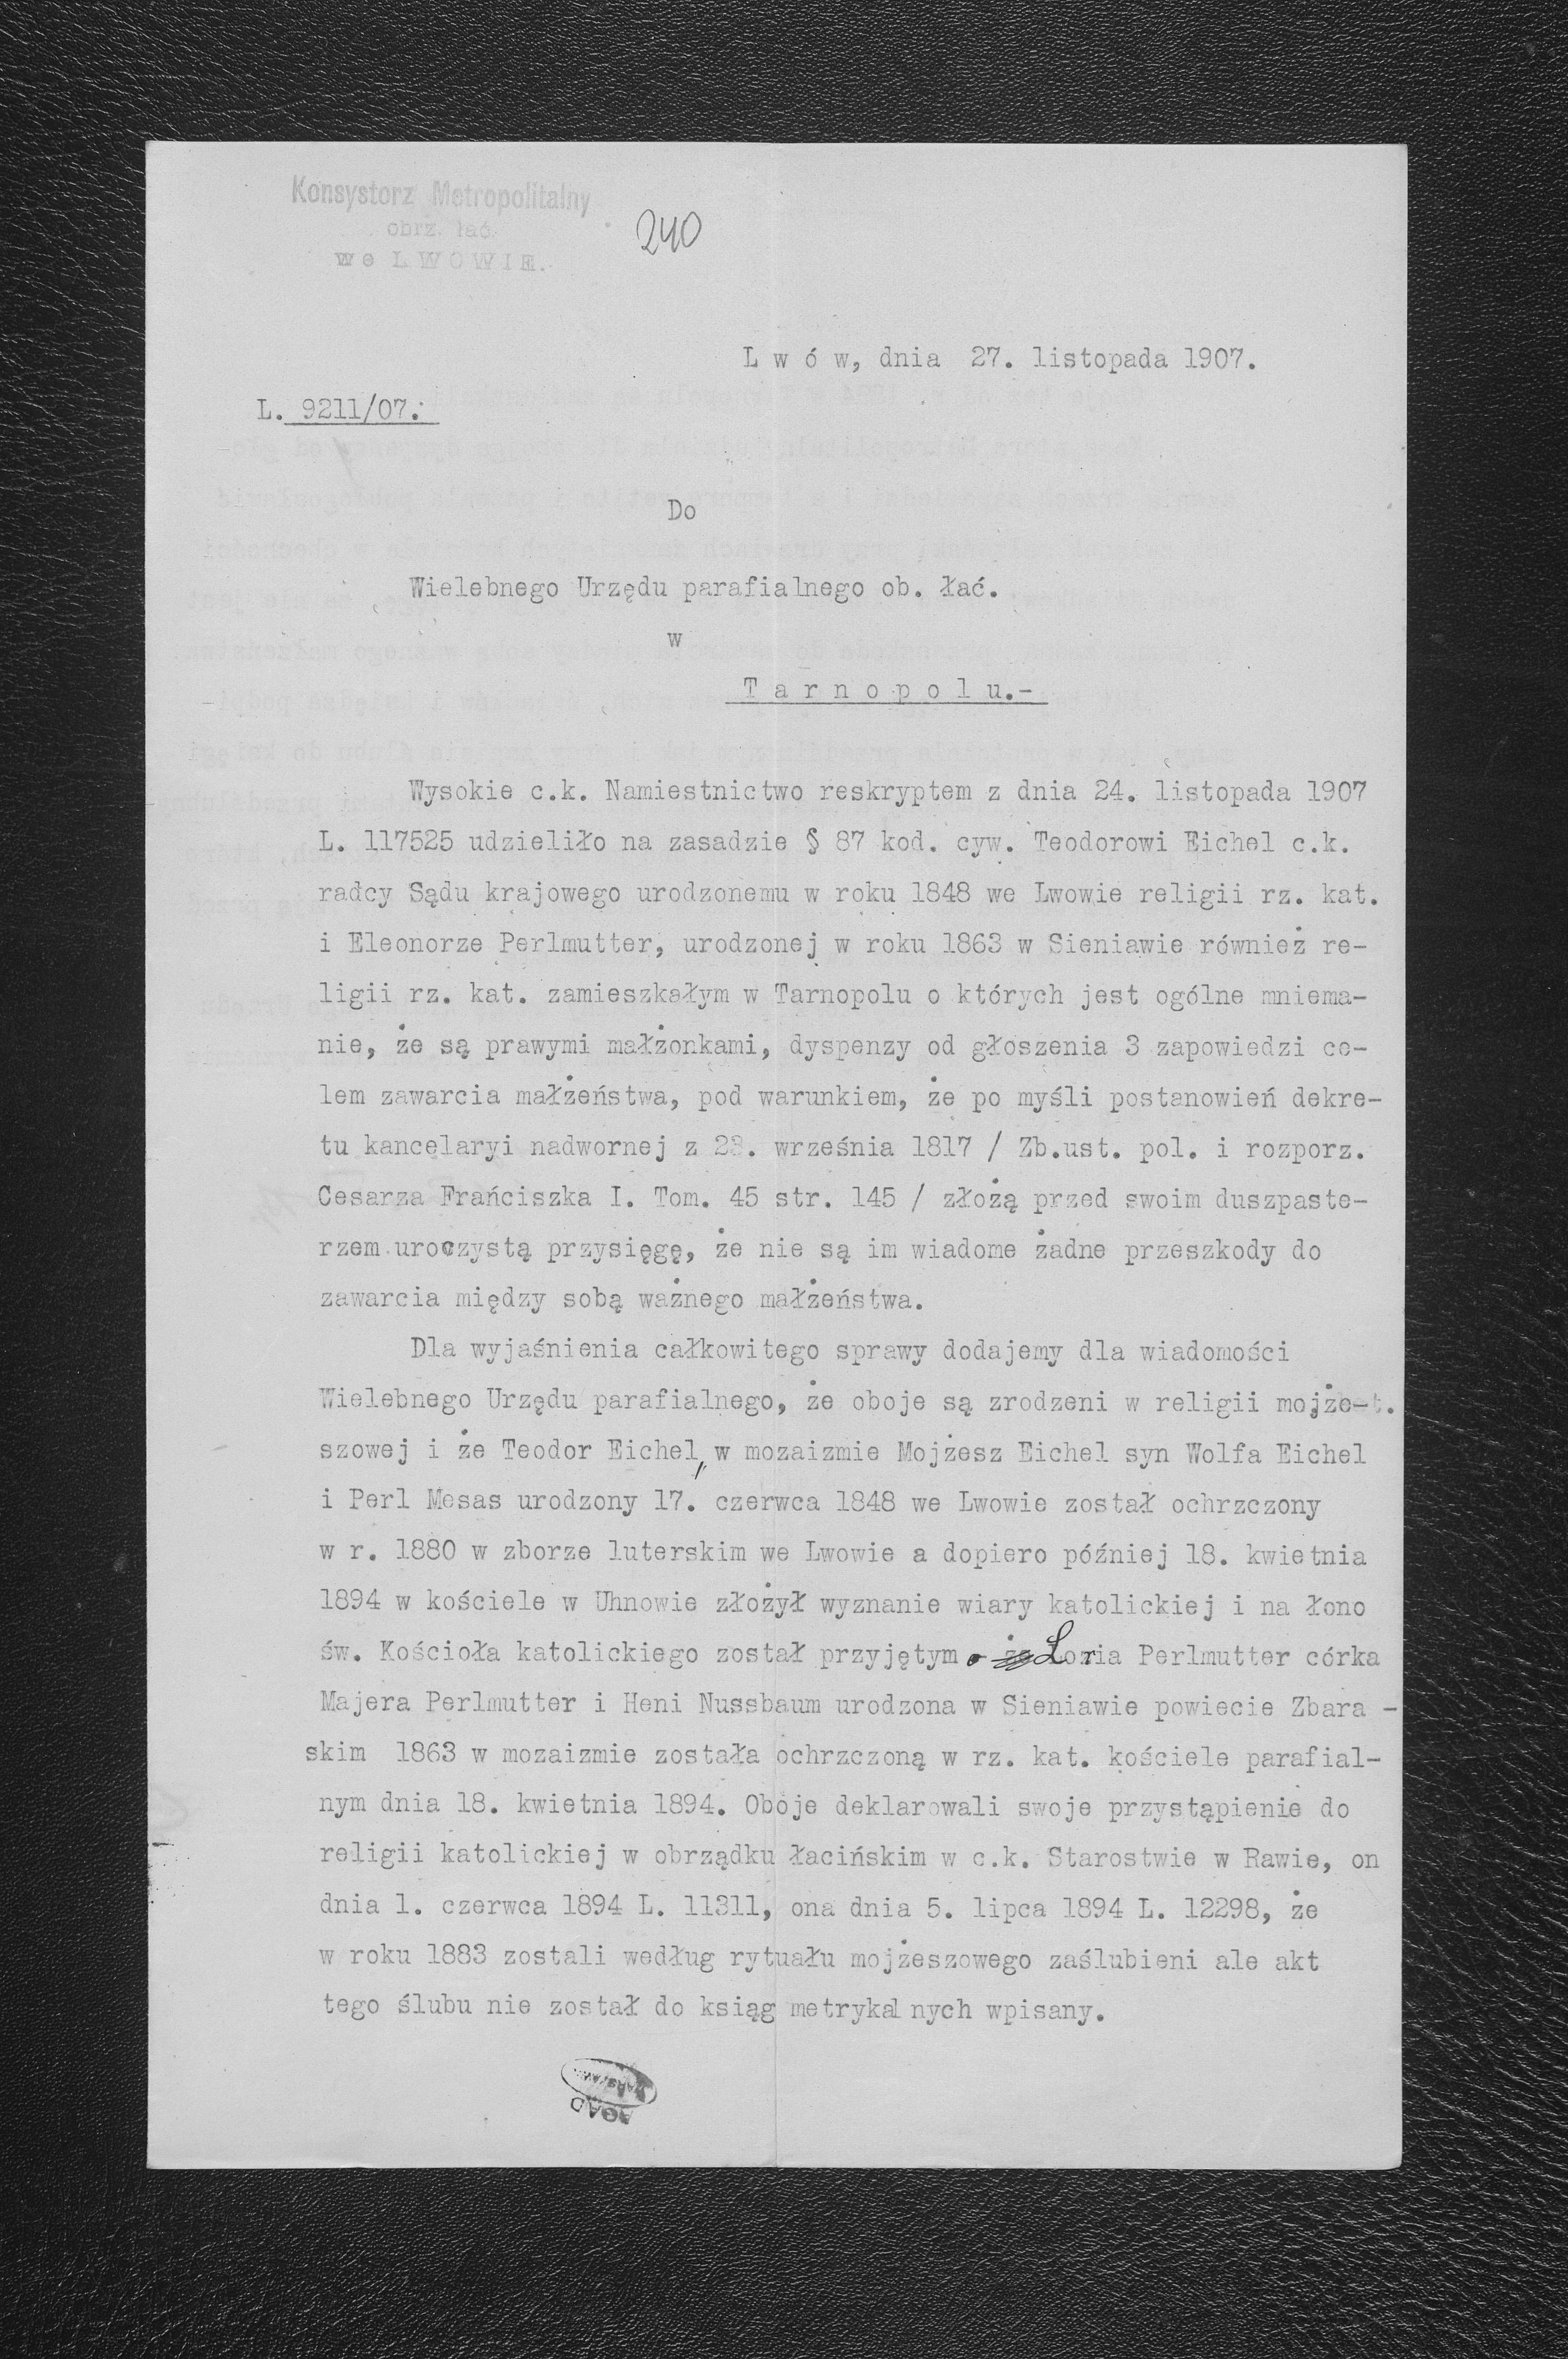 Konsystorz Metropolitalny
obrz. łać.
we LWOWIE.
240
L w ó w, dnia 27. listopada 1907.
L. 9211/07.
Do
Wielebnego Urzędu parafialnego ob. łać.
w
T a r n o p o l u.-
Wysokie c.k. Namiestnictwo reskryptem z dnia 24. listopada 1907
L. 117525 udzieliło na zasadzie § 87 kod. cyw. Teodorowi Eichel c.k.
radcy Sądu krajowego urodzonemu w roku 1848 we Lwowie religii rz. kat.
i Eleonorze Perlmutter, urodzonej w roku 1863 w Sieniawie również re-
ligii rz. kat. zamieszkałym w Tarnopolu o których jest ogólne mniema-
nie, że są prawymi małżonkami, dyspenzy od głoszenia 3 zapowiedzi ce-
lem zawarcia małżeństwa, pod warunkiem, że po myśli postanowień dekre-
tu kancelaryi nadwornej z 28. września 1817 / Zb.ust. pol. i rozporz.
Cesarza Frańciszka I. Tom. 45 str. 145 / złożą przed swoim duszpaste-
rzem uroczystą przysięgę, że nie są im wiadome żadne przeszkody do
zawarcia między sobą ważnego małżeństwa.
Dla wyjaśnienia całkowitego sprawy dodajemy dla wiadomości
Wielebnego Urzędu parafialnego, że oboje są zrodzeni w religii mojże-t.
szowej i że Teodor Eichel, w mozaizmie Mojżesz Eichel syn Wolfa Eichel
i Perl Mesas urodzony 17. czerwca 1848 we Lwowie został ochrzczony
w r. 1880 w zborze luterskim we Lwowie a dopiero później 18. kwietnia
1894 w kościele w Uhnowie złożył wyznanie wiary katolickiej i na łono
św. Kościoła katolickiego został przyjętym że Loria Perlmutter córka
Majera Perlmutter i Heni Nussbaum urodzona w Sieniawie powiecie Zbara -
skim 1863 w mozaizmie została ochrzczoną w rz. kat. kościele parafial-
nym dnia 18. kwietnia 1894. Oboje deklarowali swoje przystąpienie do
religii katolickiej w obrządku łacińskim w c.k. Starostwie w Rawie, on
dnia 1. czerwca 1894 L. 11311, ona dnia 5. lipca 1894 L. 12298, że
w roku 1883 zostali według rytuału mojżeszowego zaślubieni ale akt
tego ślubu nie został do ksiąg metrykalnych wpisany.
AGAD
WARSZAWA